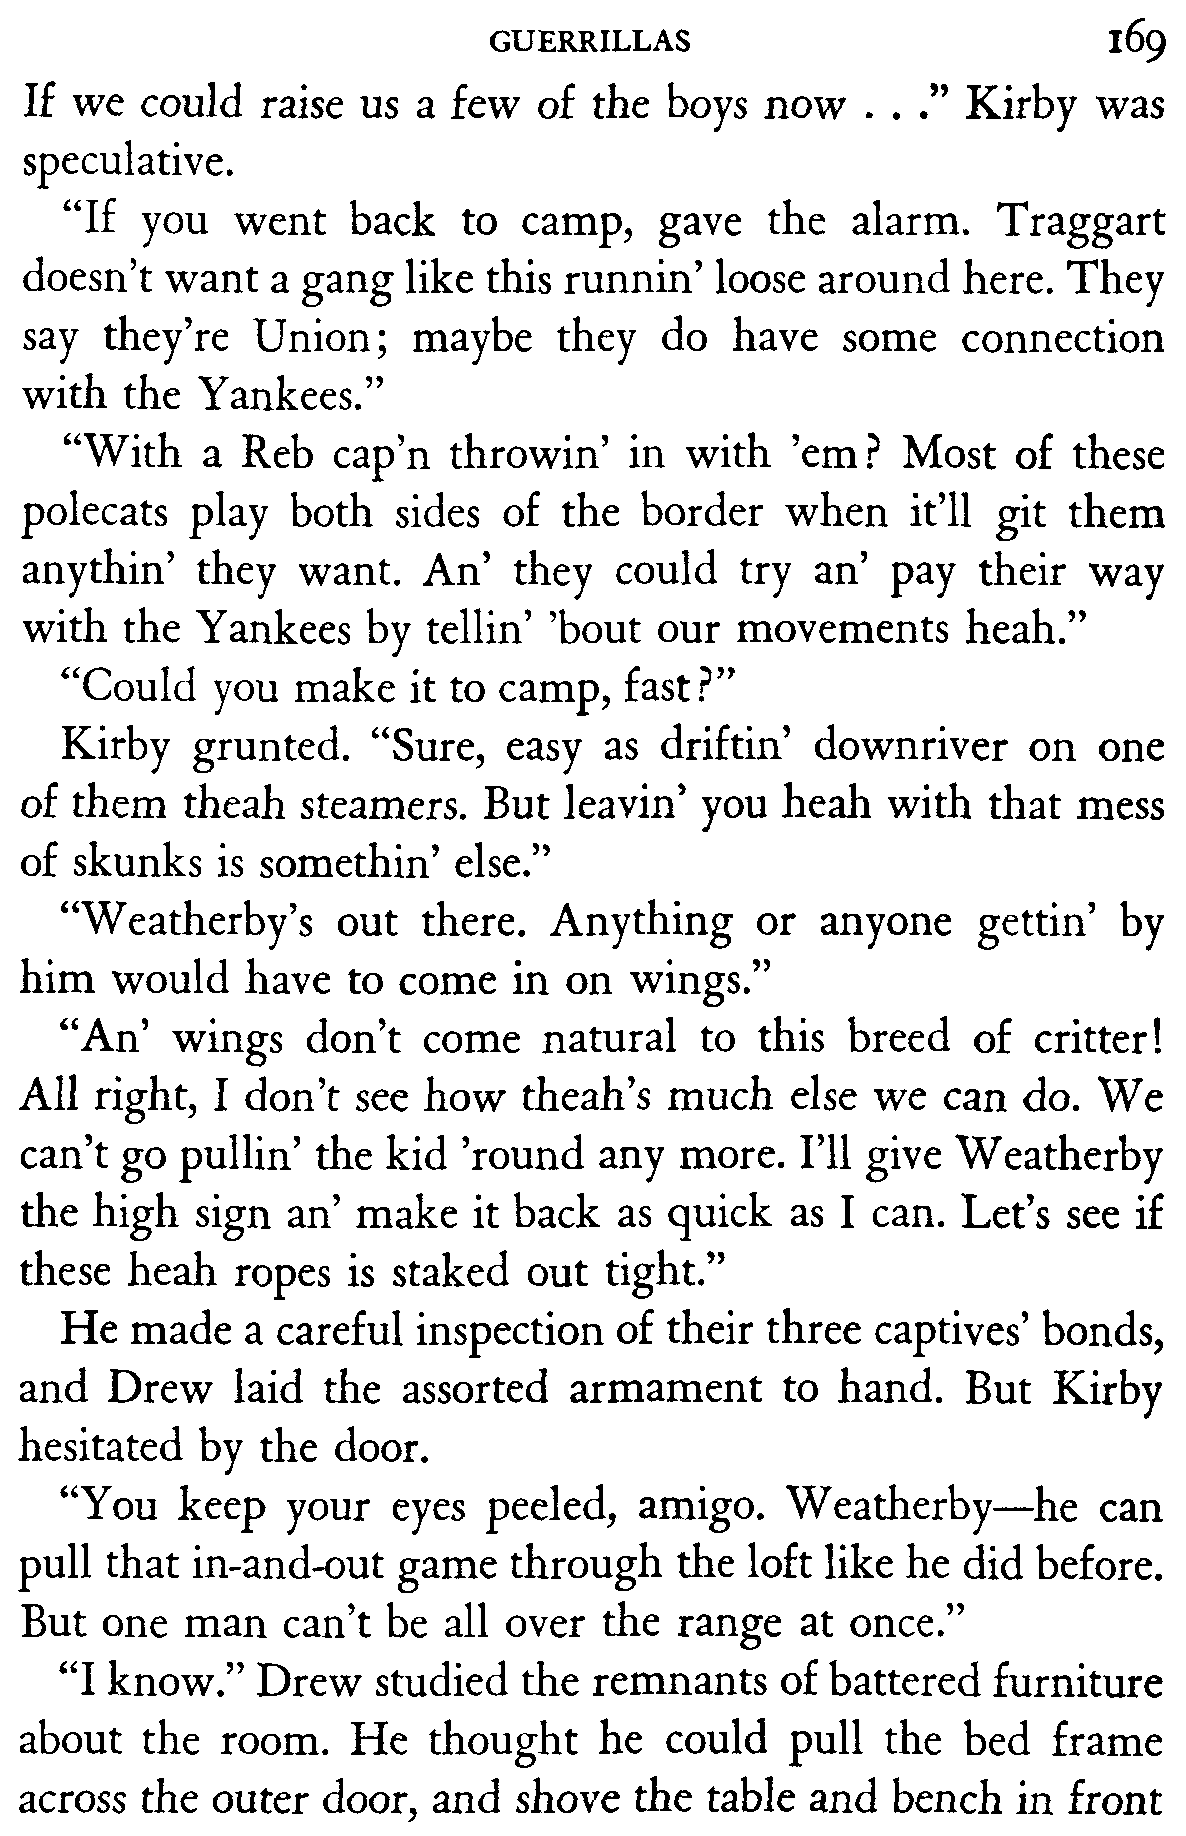 GUERRILLAS 169
If we could raise us a few of the boys now . . .” Kirby was
speculative.
“If you went back to camp, gave the alarm. Traggart
doesn’t want a gang like this runnin’ loose around here. They
say they’re Union; maybe they do have some connection
with the Yankees.”
“With a Reb cap’n throwin’ in with ’em? Most of these
polecats play both sides of the border when it’ll git them
anythin’ they want. An’ they could try an’ pay their way
with the Yankees by tellin’ ’bout our movements heah.”
“Could you make it to camp, fast?”
Kirby grunted. “Sure, easy as driftin’ downriver on one
of them theah steamers. But leavin’ you heah with that mess
of skunks is somethin’ else.”
“Weatherby’s out there. Anything or anyone gettin’ by
him would have to come in on wings.”
“An’ wings don’t come natural to this breed of critter!
All right, I don’t see how theah’s much else we can do. We
can’t go pullin’ the kid ’round any more. I’ll give Weatherby
the high sign an’ make it back as quick as I can. Let’s see if
these heah ropes is staked out tight.”
He made a careful inspection of their three captives’ bonds,
and Drew laid the assorted armament to hand. But Kirby
hesitated by the door.
“You keep your eyes peeled, amigo. Weatherby—he can
pull that in-and-out game through the loft like he did before.
But one man can’t be all over the range at once.”
“I know.” Drew studied the remnants of battered furniture
about the room. He thought he could pull the bed frame
across the outer door, and shove the table and bench in front